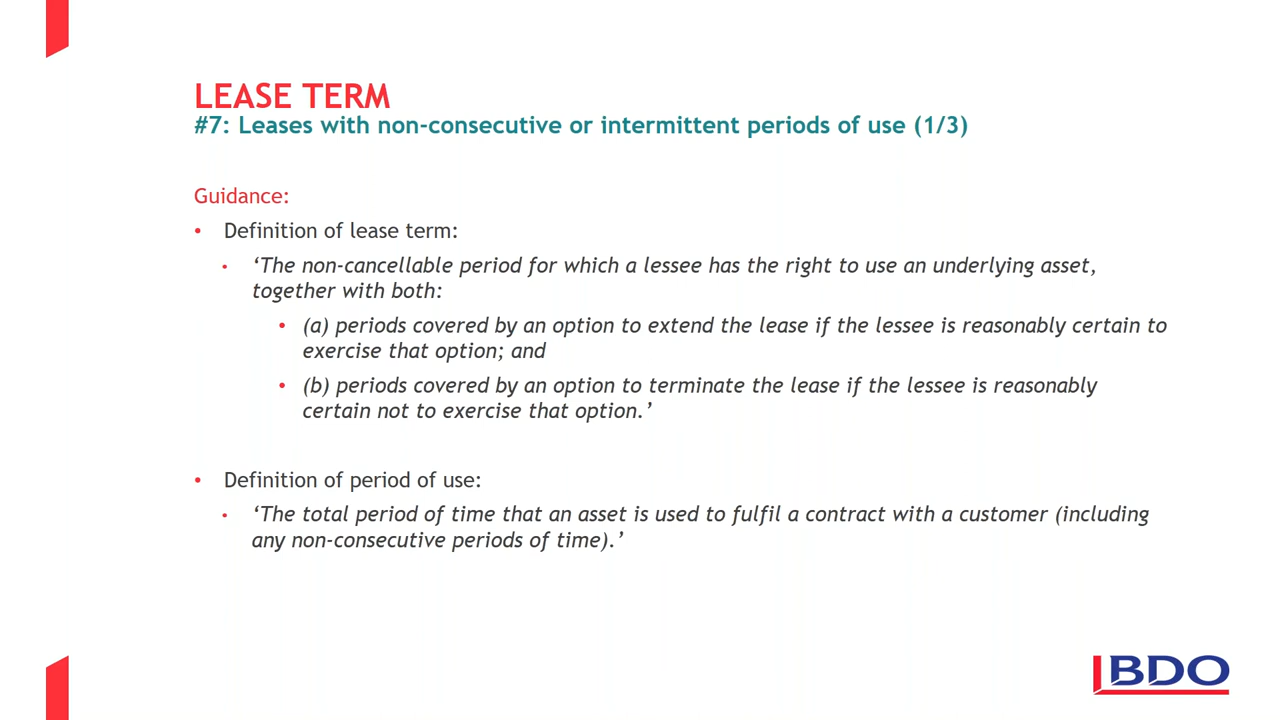 LEASE TERM
#7: Leases with non-consecutive or intermittent periods of use (1/3)
Guidance:
• Definition of lease term:
• ‘The non-cancellable period for which a lessee has the right to use an underlying asset,
together with both:
• (a) periods covered by an option to extend the lease if the lessee is reasonably certain to
exercise that option; and
• (b) periods covered by an option to terminate the lease if the lessee is reasonably
certain not to exercise that option.’
• Definition of period of use:
• ‘The total period of time that an asset is used to fulfil a contract with a customer (including
any non-consecutive periods of time).’
BDO